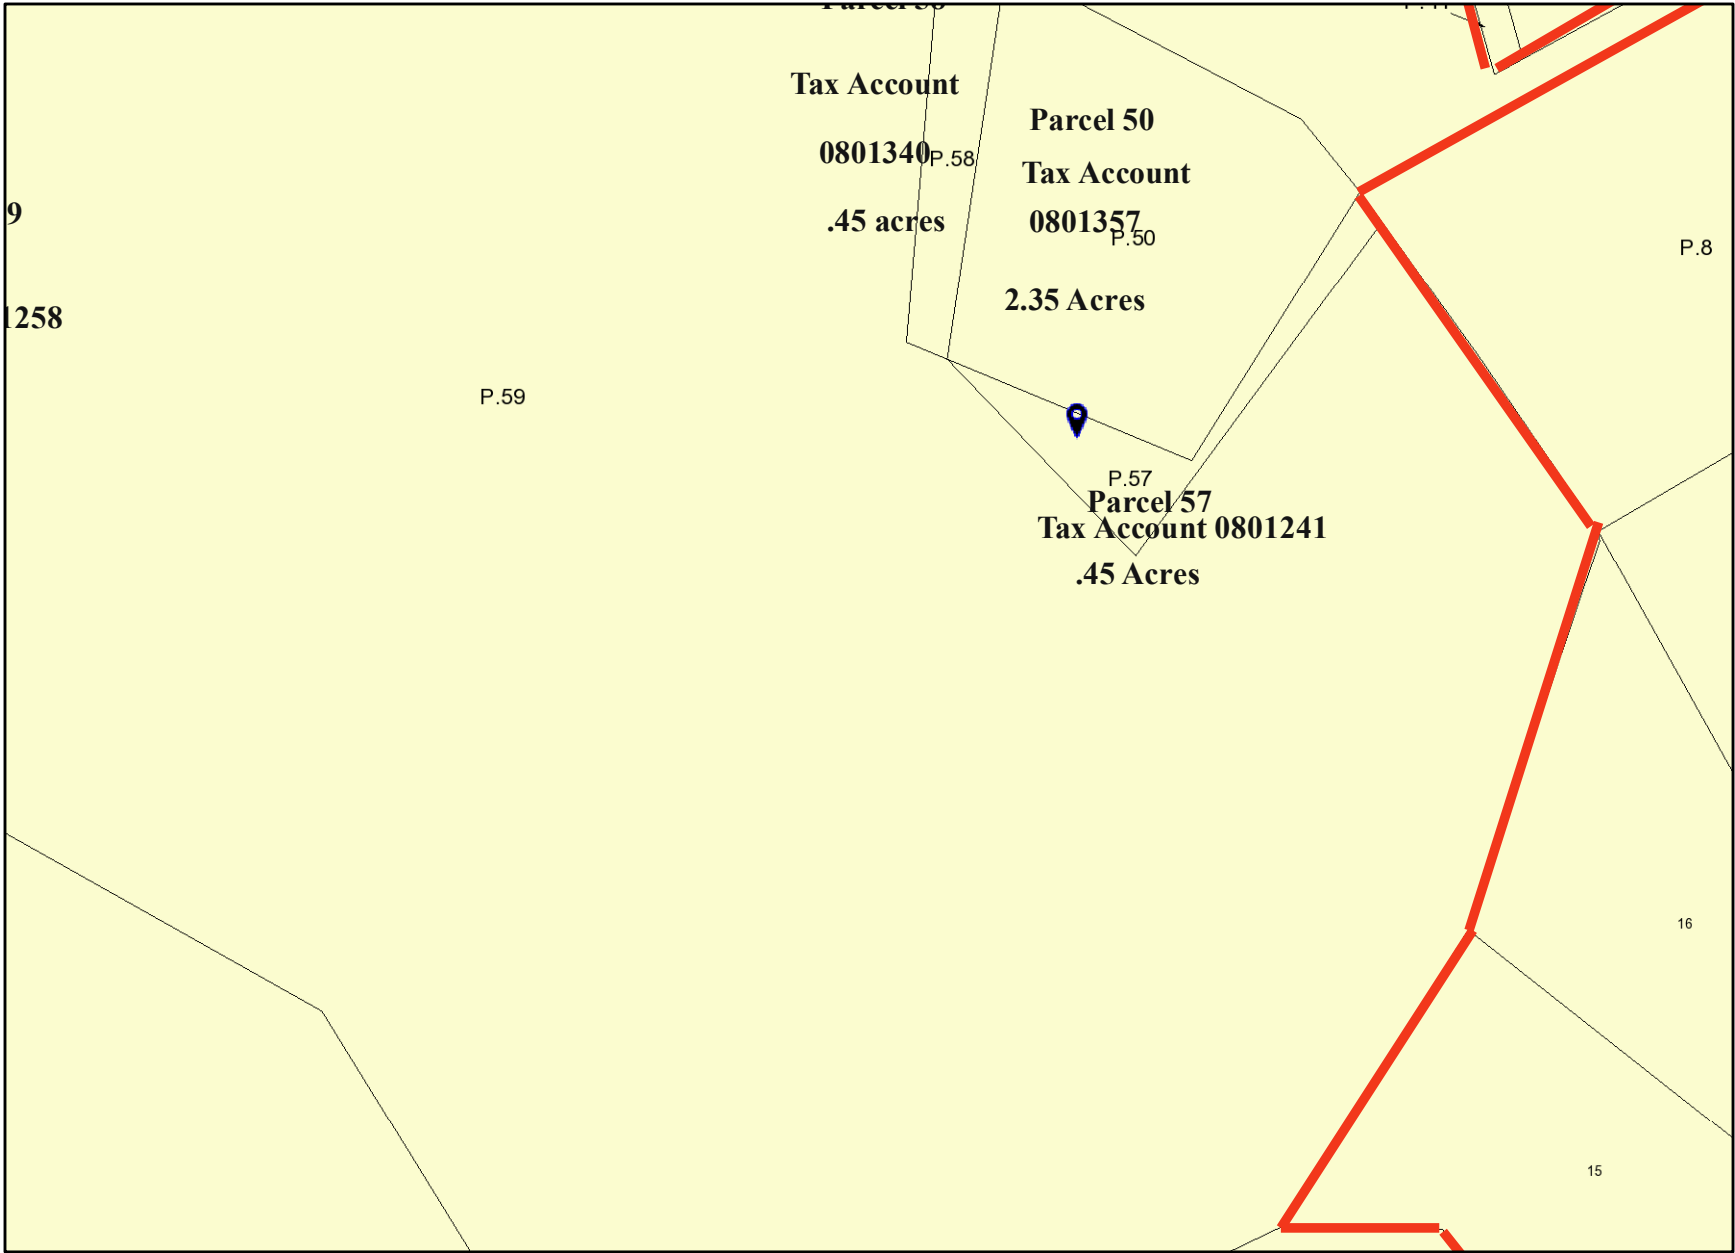 Tax Account
0801340
P.58
.45 acres
Parcel 50
Tax Account
0801357
P.50
2.35 Acres
9
1258
P.59
P.8
P.57
Parcel 57
Tax Account 0801241
.45 Acres
16
15